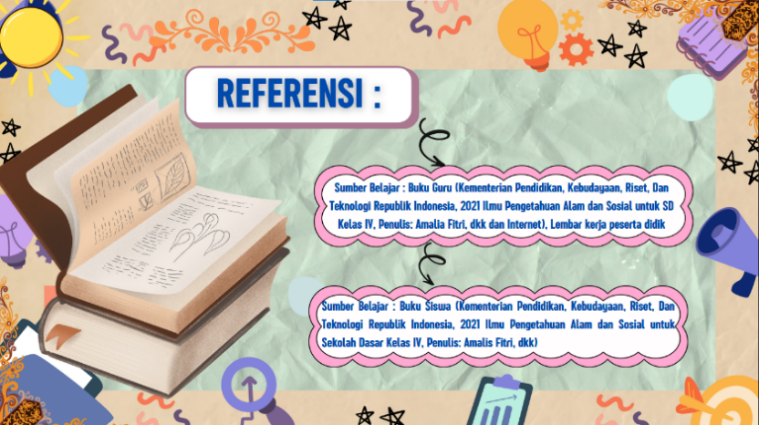 REFERENSI :
Sumber Belajar : Buku Guru (Kementerian Pendidikan, Kebudayaan, Riset, Dan
Teknologi Republik Indonesia, 2021 Ilmu Pengetahuan Alam dan Sosial untuk SD
Kelas IV, Penulis: Amalia Fitri, dkk dan Internet), Lembar kerja peserta didik
Sumber Belajar : Buku Siswa (Kementerian Pendidikan, Kebudayaan, Riset, Dan
Teknologi Republik Indonesia, 2021 Ilmu Pengetahuan Alam dan Sosial untuk
Sekolah Dasar Kelas IV, Penulis: Amalis Fitri, dkk)